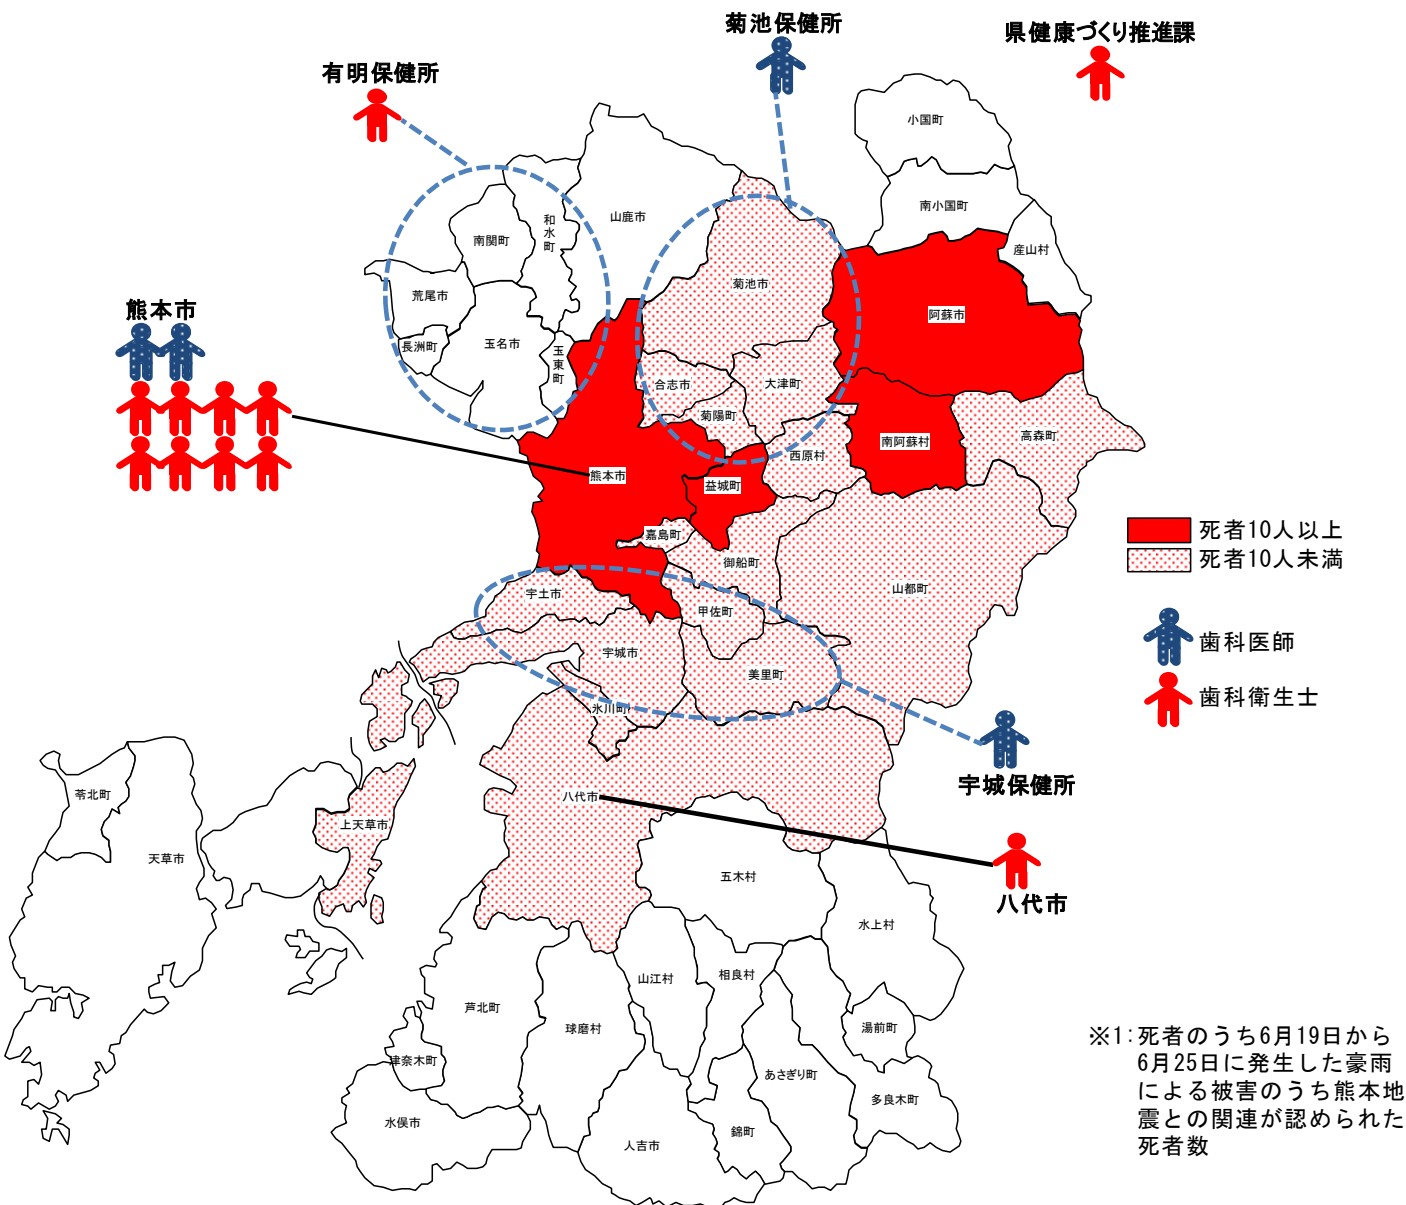 菊池保健所
県健康づくり推進課
有明保健所
小国町
南小国町
産山村
和水町
山鹿市
南関町
菊池市
荒尾市
熊本市
阿蘇市
長洲町
玉名市
玉東町
合志市
大津町
菊陽町
高森町
西原村
南阿蘇村
熊本市
益城町
嘉島町
御船町
死者10人以上
死者10人未満
宇土市
甲佐町
山都町
歯科医師
宇城市
美里町
歯科衛生士
氷川町
宇城保健所
苓北町
八代市
上天草市
天草市
五木村
八代市
水上村
山江村
相良村
芦北町
球磨村
湯前町
津奈木町
あさぎり町
多良木町
水俣市
人吉市
錦町
※1:死者のうち6月19日から
6月25日に発生した豪雨
による被害のうち熊本地
震との関連が認められた
死者数